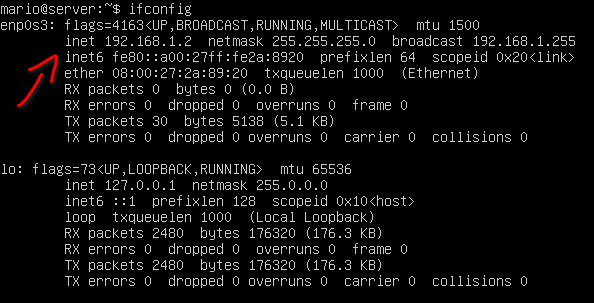 mario@server:~$ ifconfig
enp0s3: flags=4163<UP,BROADCAST,RUNNING,MULTICAST>  mtu 1500
        inet 192.168.1.2  netmask 255.255.255.0  broadcast 192.168.1.255
        inet6 fe80::a00:27ff:fe2a:8920  prefixlen 64  scopeid 0x20<link>
        ether 08:00:27:2a:89:20  txqueuelen 1000  (Ethernet)
        RX packets 0  bytes 0 (0.0 B)
        RX errors 0  dropped 0  overruns 0  frame 0
        TX packets 30  bytes 5138 (5.1 KB)
        TX errors 0  dropped 0 overruns 0  carrier 0  collisions 0

lo: flags=73<UP,LOOPBACK,RUNNING>  mtu 65536
        inet 127.0.0.1  netmask 255.0.0.0
        inet6 ::1  prefixlen 128  scopeid 0x10<host>
        loop  txqueuelen 1000  (Local Loopback)
        RX packets 2480  bytes 176320 (176.3 KB)
        RX errors 0  dropped 0  overruns 0  frame 0
        TX packets 2480  bytes 176320 (176.3 KB)
        TX errors 0  dropped 0 overruns 0  carrier 0  collisions 0